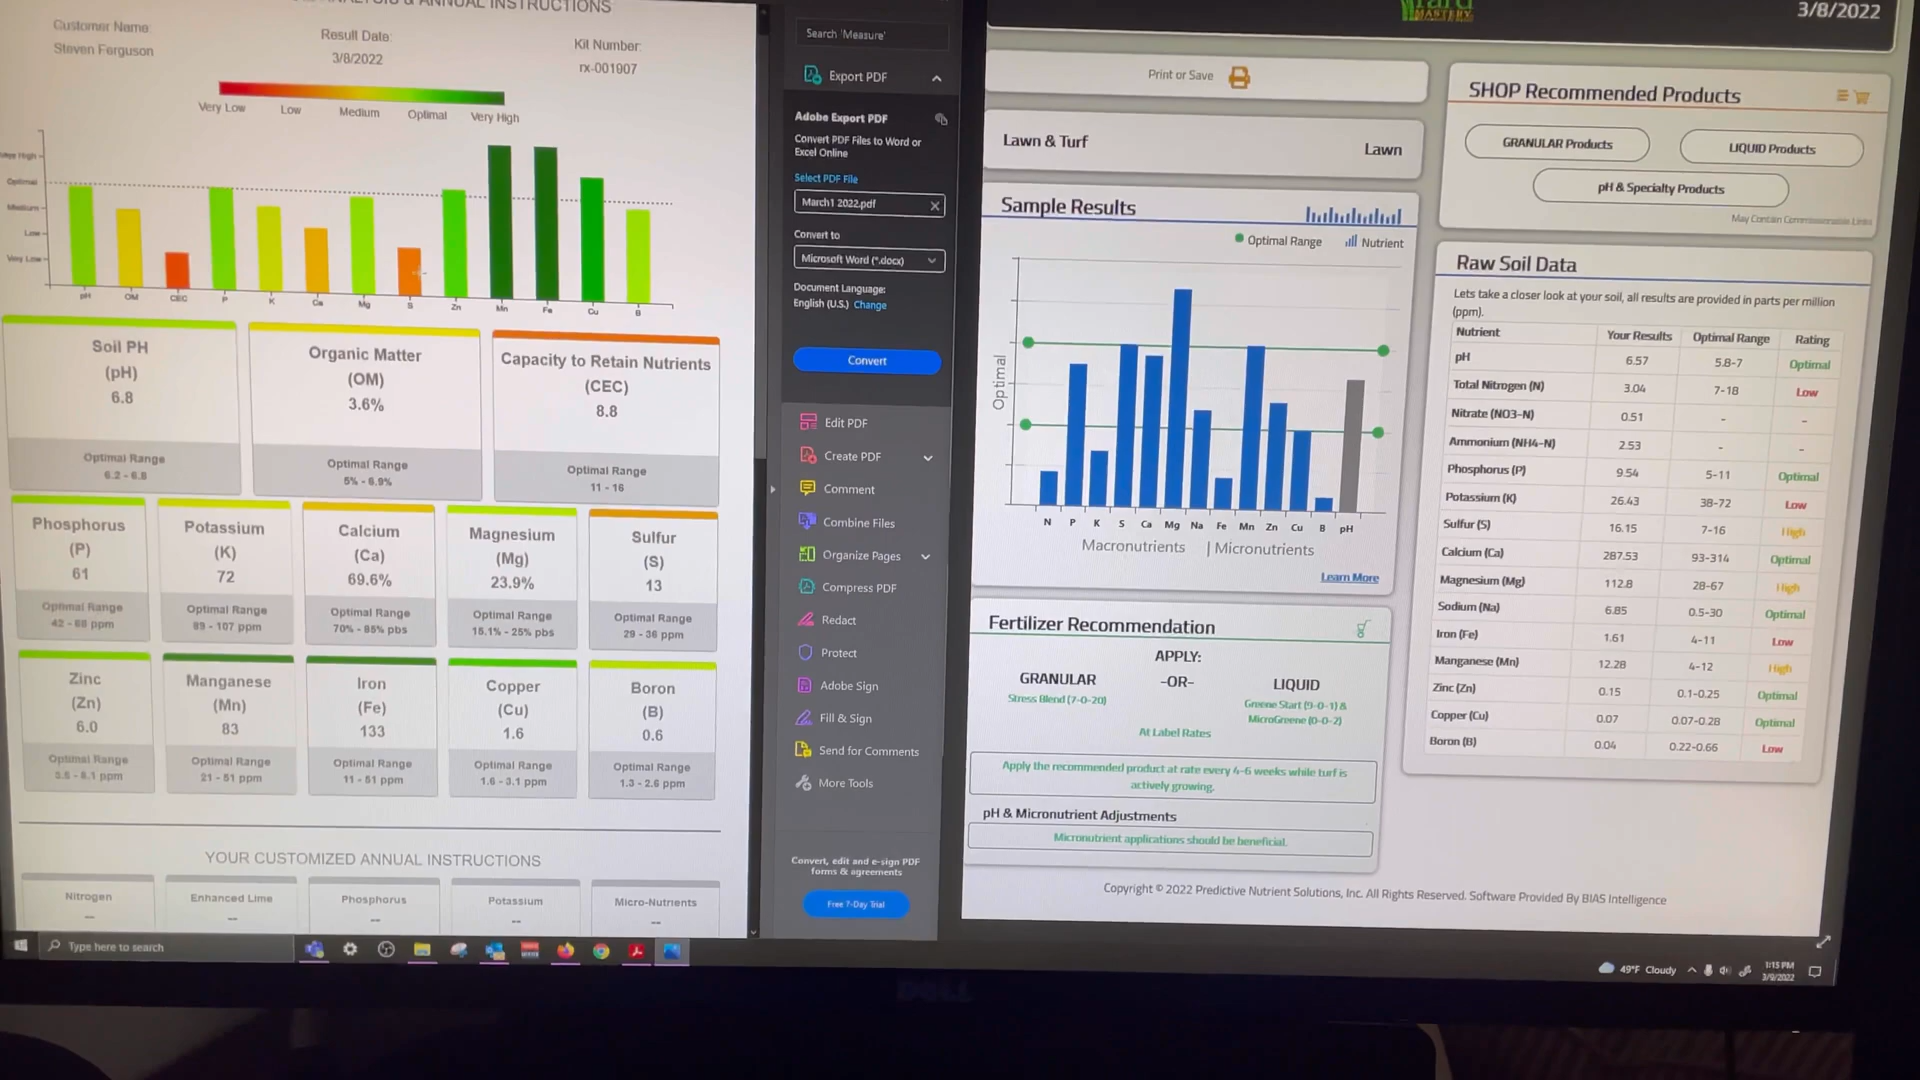 ANALYSIS & ANNUAL INSTRUCTIONS
Customer Name:
Steven Ferguson
Result Date:
3/8/2022
Kit Number:
rx-001907
Very Low
Low
Medium
Optimal
Very High
Very High
Optimal
Medium
Low
Very Low
pH OM CEC P K Ca Mg S Zn Mn Fe Cu B
Soil PH
(pH)
6.8
Optimal Range
6.2 - 6.8
Organic Matter
(OM)
3.6%
Optimal Range
5% - 6.9%
Capacity to Retain Nutrients
(CEC)
8.8
Optimal Range
11 - 16
Phosphorus
(P)
61
Optimal Range
ppm
Potassium
(K)
72
Optimal Range
89 - 107 ppm
Calcium
(Ca)
69.6%
Optimal Range
70% - 85% pbs
Magnesium
(Mg)
23.9%
Optimal Range
15.1% - 25% pbs
Sulfur
(S)
13
Optimal Range
29 - 36 ppm
Zinc
(Zn)
6.0
Optimal Range
ppm
Manganese
(Mn)
83
Optimal Range
21 - 51 ppm
Iron
(Fe)
133
Optimal Range
11 - 51 ppm
Copper
(Cu)
1.6
Optimal Range
1.6 - 3.1 ppm
Boron
(B)
0.6
Optimal Range
1.3 - 2.6 ppm
YOUR CUSTOMIZED ANNUAL INSTRUCTIONS
Nitrogen
--
Enhanced Lime
--
Phosphorus
--
Potassium
--
Micro-Nutrients
--
Search 'Measure'
Export PDF
Adobe Export PDF
Convert PDF Files to Word or
Excel Online
Select PDF File
March1 2022.pdf
Convert to
Microsoft Word (*.docx)
Document Language:
English (U.S.) Change
Convert
Edit PDF
Create PDF
Comment
Combine Files
Organize Pages
Compress PDF
Redact
Protect
Adobe Sign
Fill & Sign
Send for Comments
More Tools
Convert, edit and e-sign PDF
forms & agreements
Free 7-Day Trial
MASTERY
3/8/2022
Print or Save
Lawn & Turf
Lawn
Sample Results
Optimal Range
Nutrient
Optimal
N P K S Ca Mg Na Fe Mn Zn Cu B pH
Macronutrients | Micronutrients
Learn More
Fertilizer Recommendation
APPLY:
GRANULAR
-OR-
LIQUID
Stress Blend (7-0-20)
Greene Start (9-0-1) &
MicroGreene (0-0-2)
At Label Rates
Apply the recommended product at rate every 4-6 weeks while turf is
actively growing.
pH & Micronutrient Adjustments
Micronutrient applications should be beneficial.
SHOP Recommended Products
GRANULAR Products
LIQUID Products
pH & Specialty Products
May Contain Commissionable Links
Raw Soil Data
Lets take a closer look at your soil, all results are provided in parts per million
(ppm).
Nutrient Your Results Optimal Range Rating
pH 6.57 5.8-7 Optimal
Total Nitrogen (N) 3.04 7-18 Low
Nitrate (NO3-N) 0.51 - -
Ammonium (NH4-N) 2.53 - -
Phosphorus (P) 9.54 5-11 Optimal
Potassium (K) 26.43 38-72 Low
Sulfur (S) 16.15 7-16 High
Calcium (Ca) 287.53 93-314 Optimal
Magnesium (Mg) 112.8 28-67 High
Sodium (Na) 6.85 0.5-30 Optimal
Iron (Fe) 1.61 4-11 Low
Manganese (Mn) 12.28 4-12 High
Zinc (Zn) 0.15 0.1-0.25 Optimal
Copper (Cu) 0.07 0.07-0.28 Optimal
Boron (B) 0.04 0.22-0.66 Low
Copyright © 2022 Predictive Nutrient Solutions, Inc. All Rights Reserved. Software Provided By BIAS Intelligence
Type here to search
49°F Cloudy
1:15 PM
3/9/2022
DELL